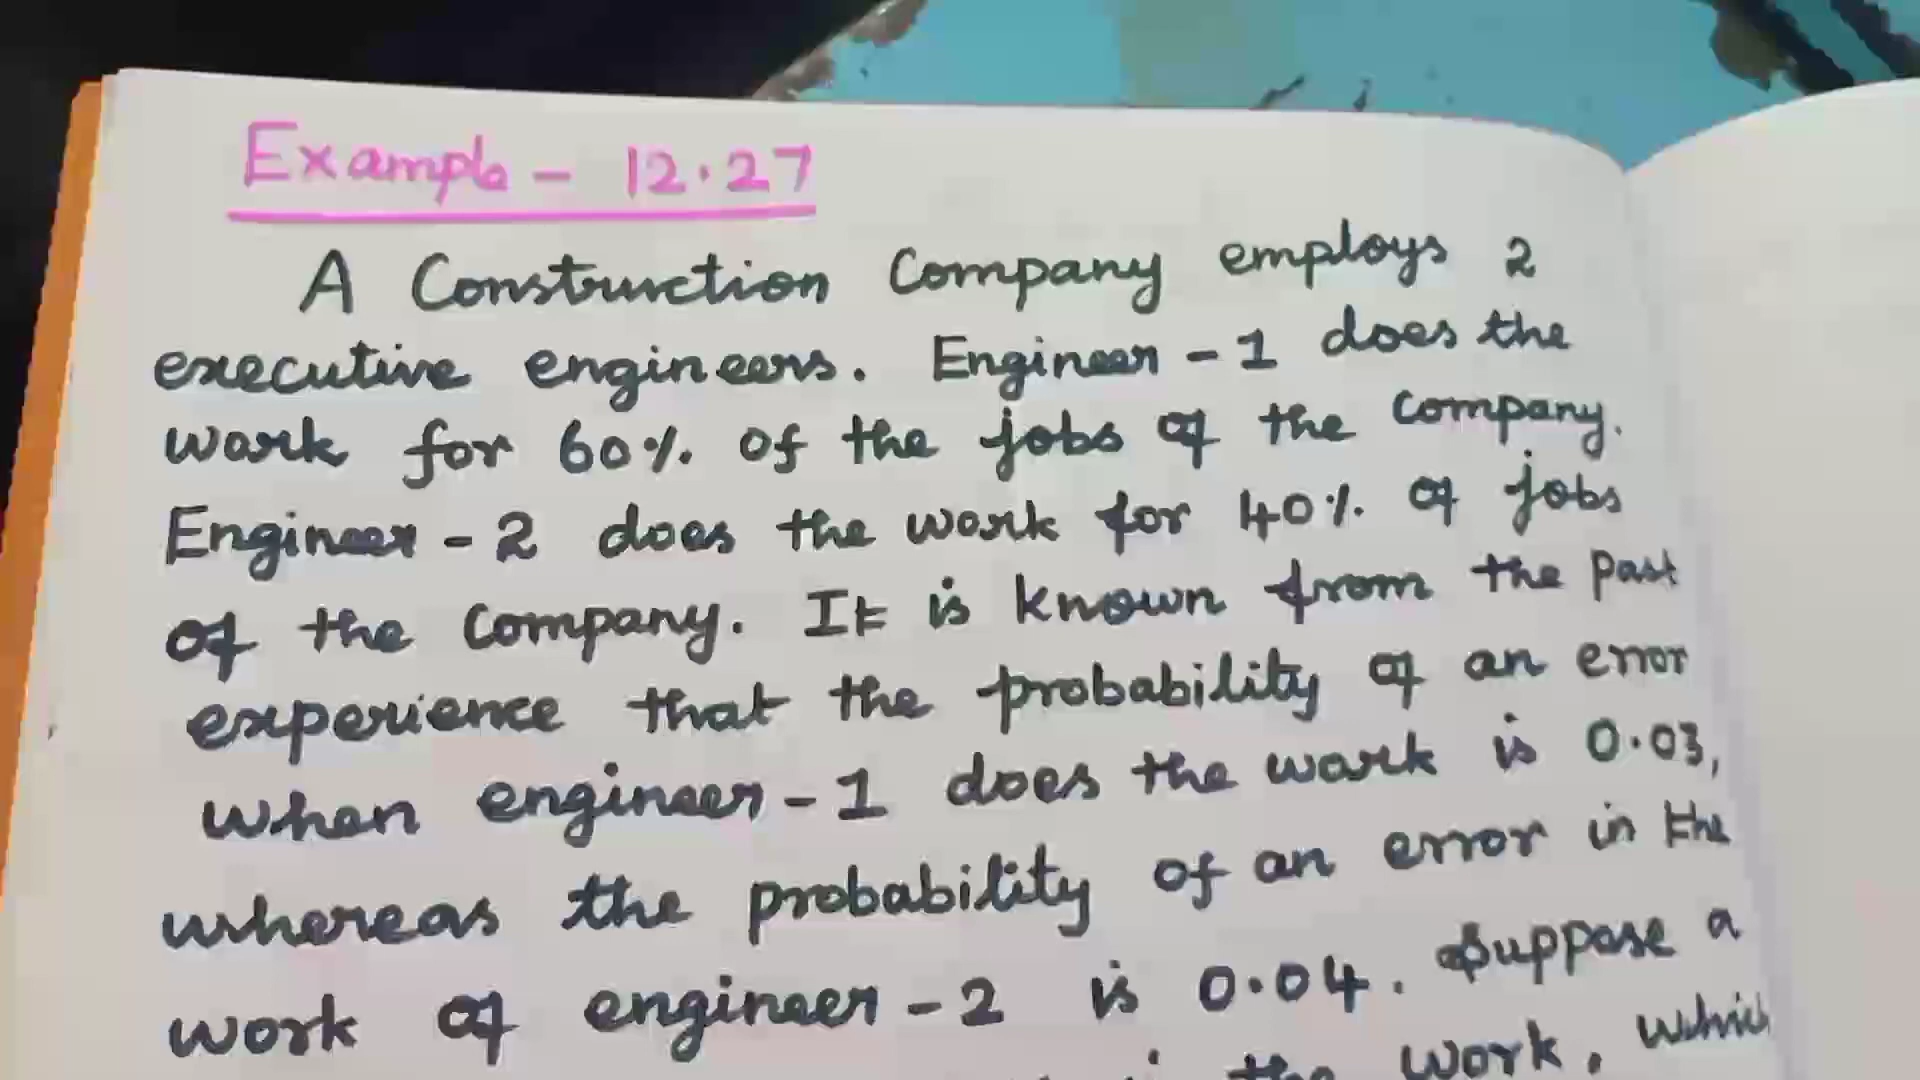 Example - 12.27
A Construction Company employs 2
executive engineers. Engineer -1 does the
work for 60% of the jobs of the company.
Engineer - 2 does the work for 40% of jobs
of the Company. It is known from the past
experience that the probability of an error
when engineer - 1 does the work is 0.03,
whereas the probability of an error in the
work of engineer - 2 is 0.04. Suppose a
the work, which